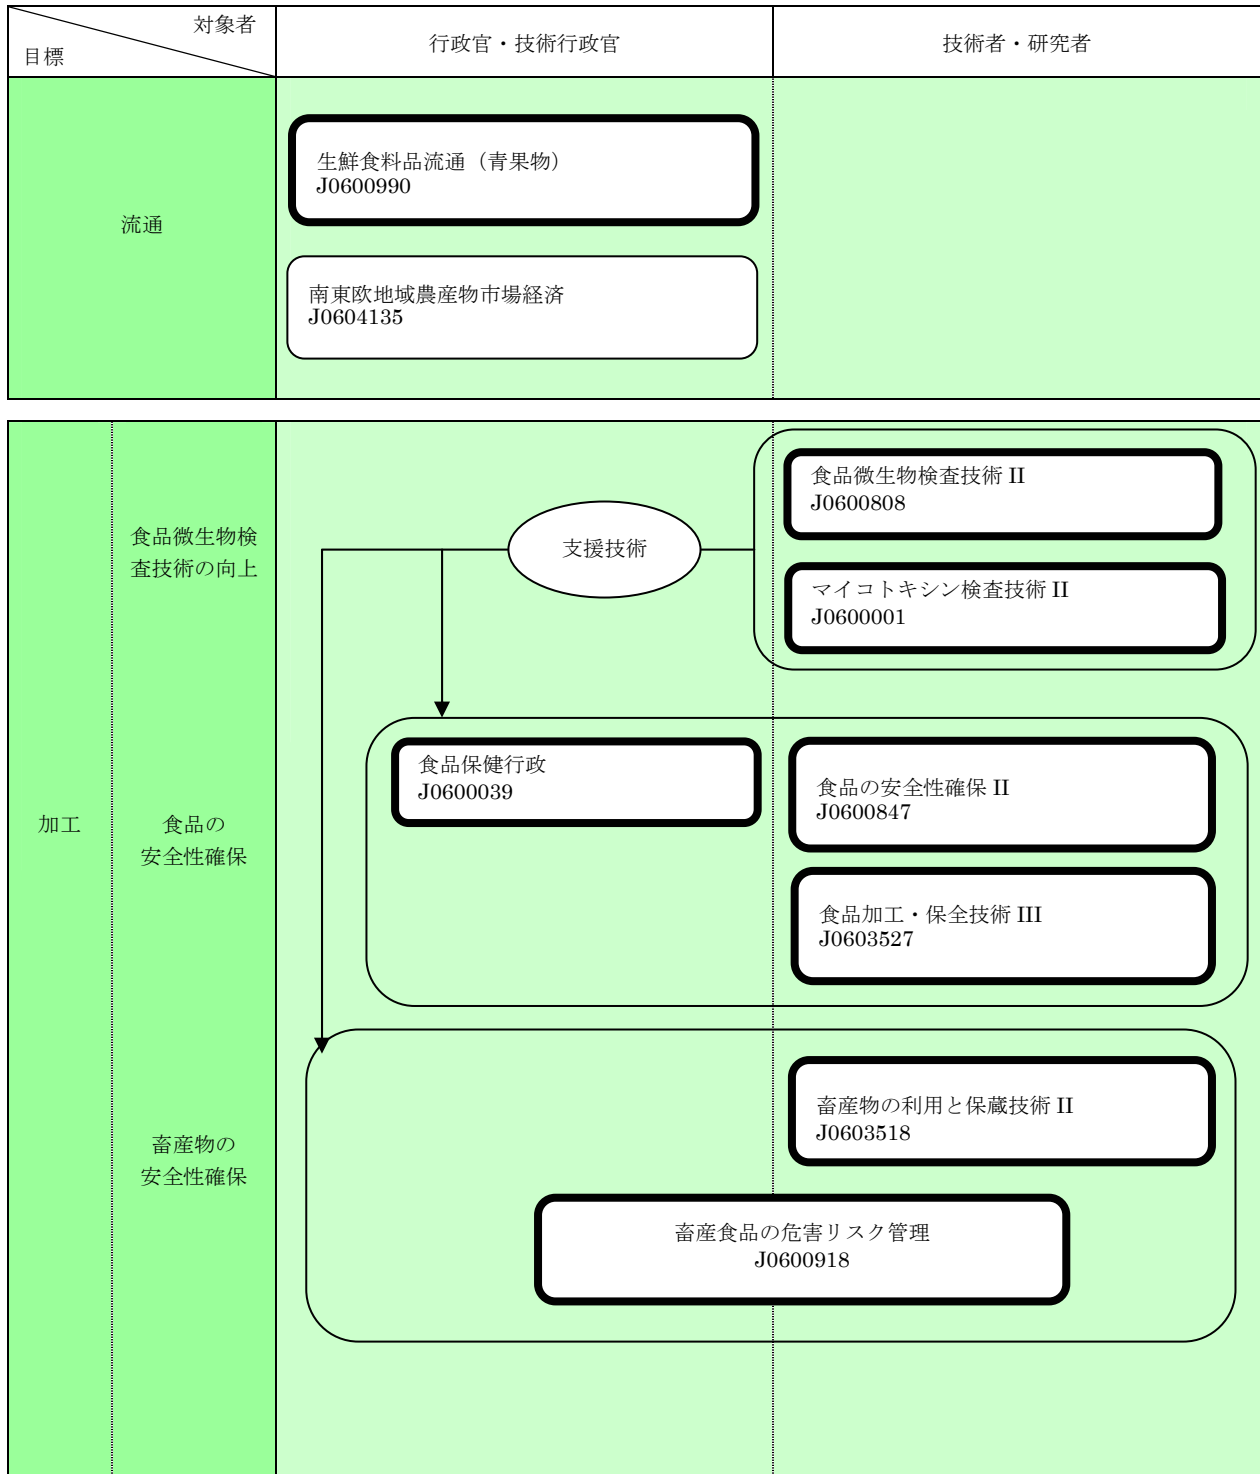 対象者
目標
行政官・技術行政官
技術者・研究者
流通
生鮮食料品流通（青果物）
J0600990
南東欧地域農産物市場経済
J0604135
加工
食品微生物検
査技術の向上
支援技術
食品微生物検査技術 II
J0600808
マイコトキシン検査技術 II
J0600001
食品の
安全性確保
食品保健行政
J0600039
食品の安全性確保 II
J0600847
食品加工・保全技術 III
J0603527
畜産物の
安全性確保
畜産物の利用と保蔵技術 II
J0603518
畜産食品の危害リスク管理
J0600918